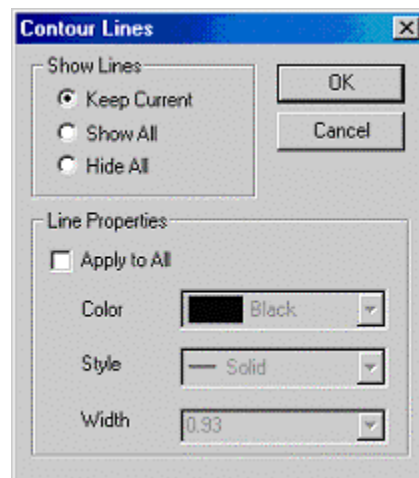 Contour Lines
Show Lines
Keep Current
Show All
Hide All
OK
Cancel
Line Properties
Apply to All
Color Black
Style Solid
Width 0.93